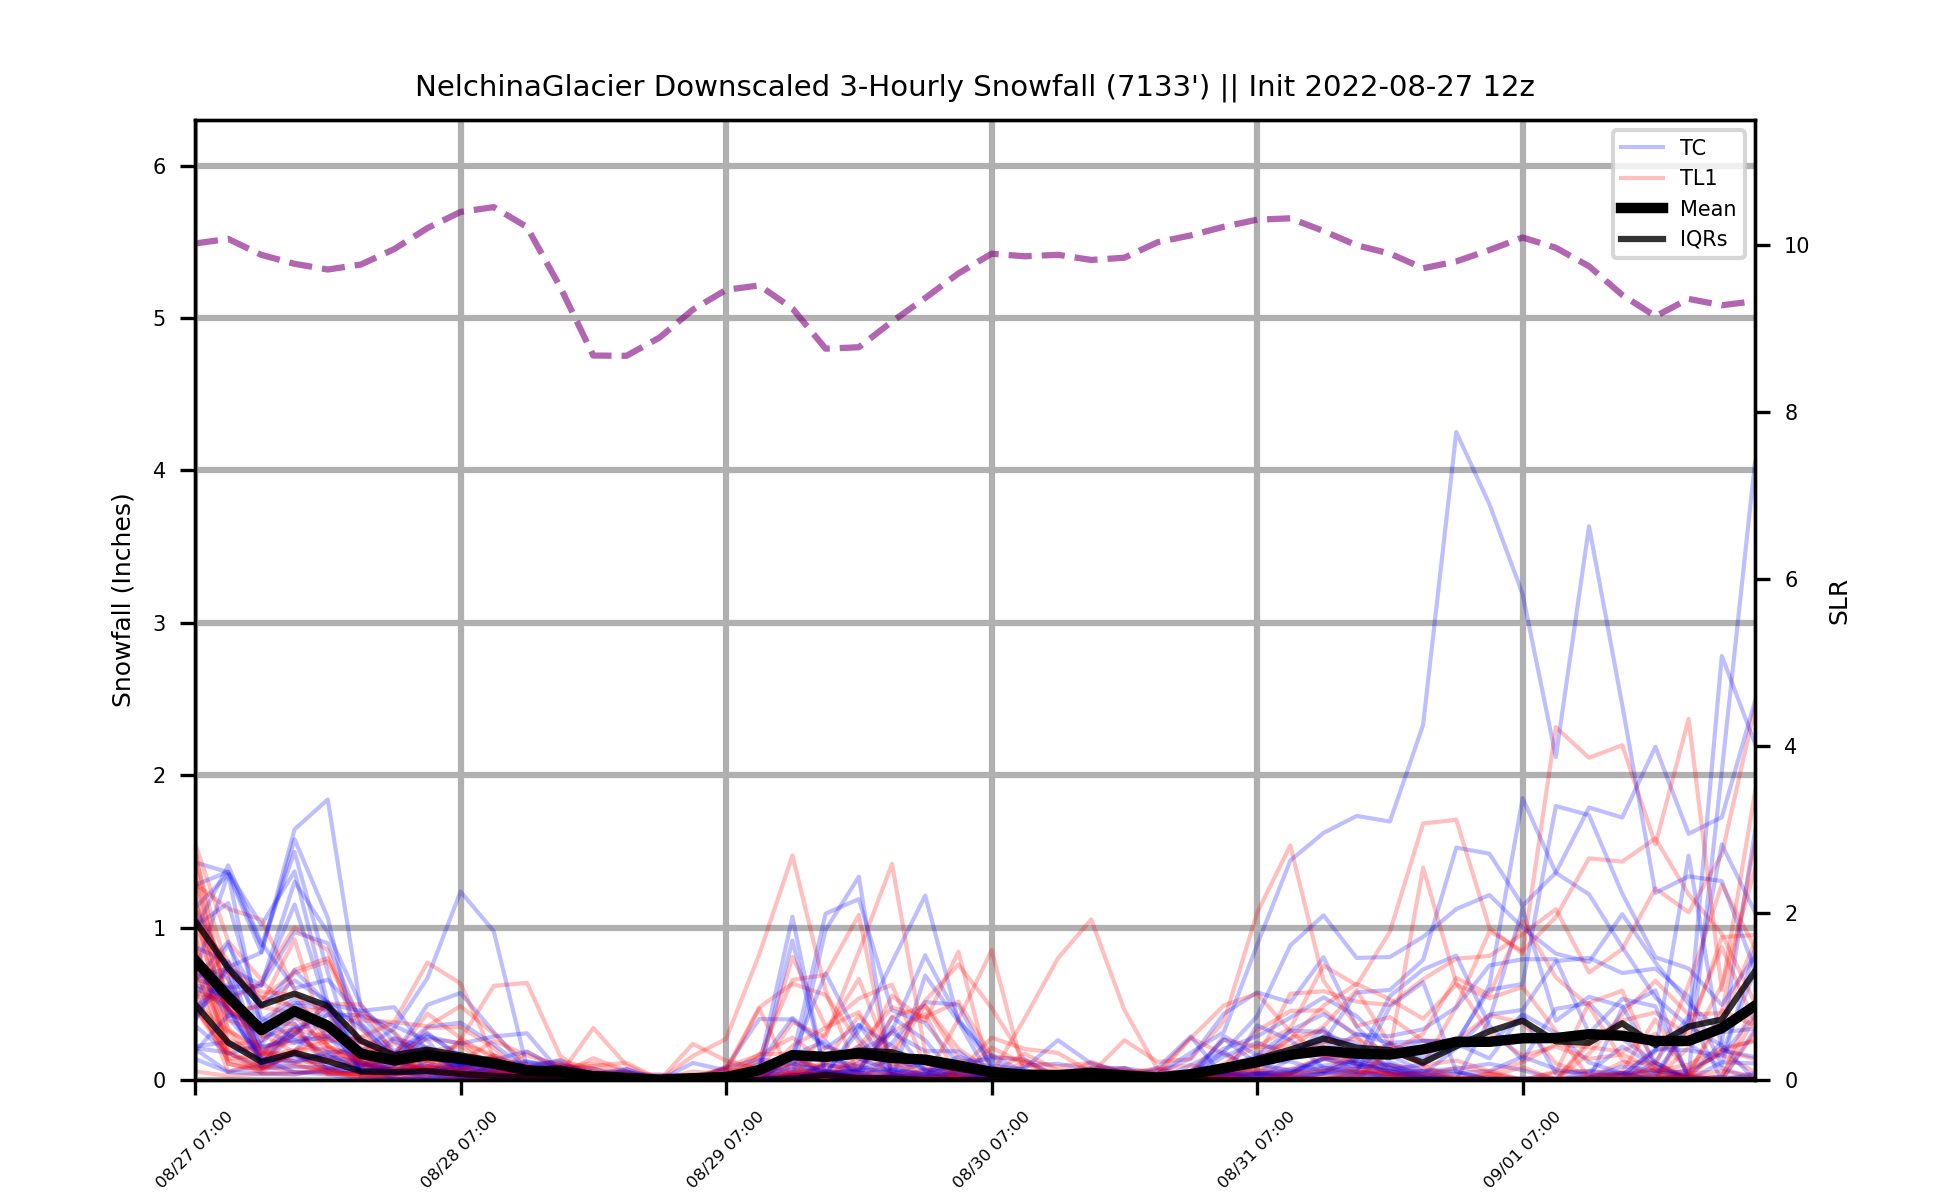 NelchinaGlacier Downscaled 3-Hourly Snowfall (7133') || Init 2022-08-27 12z
TC
TL1
Mean
IQRs
Snowfall (Inches)
6
5
4
3
2
1
0
SLR
10
8
6
4
2
0
08/27 07:00
08/28 07:00
08/29 07:00
08/30 07:00
08/31 07:00
09/01 07:00